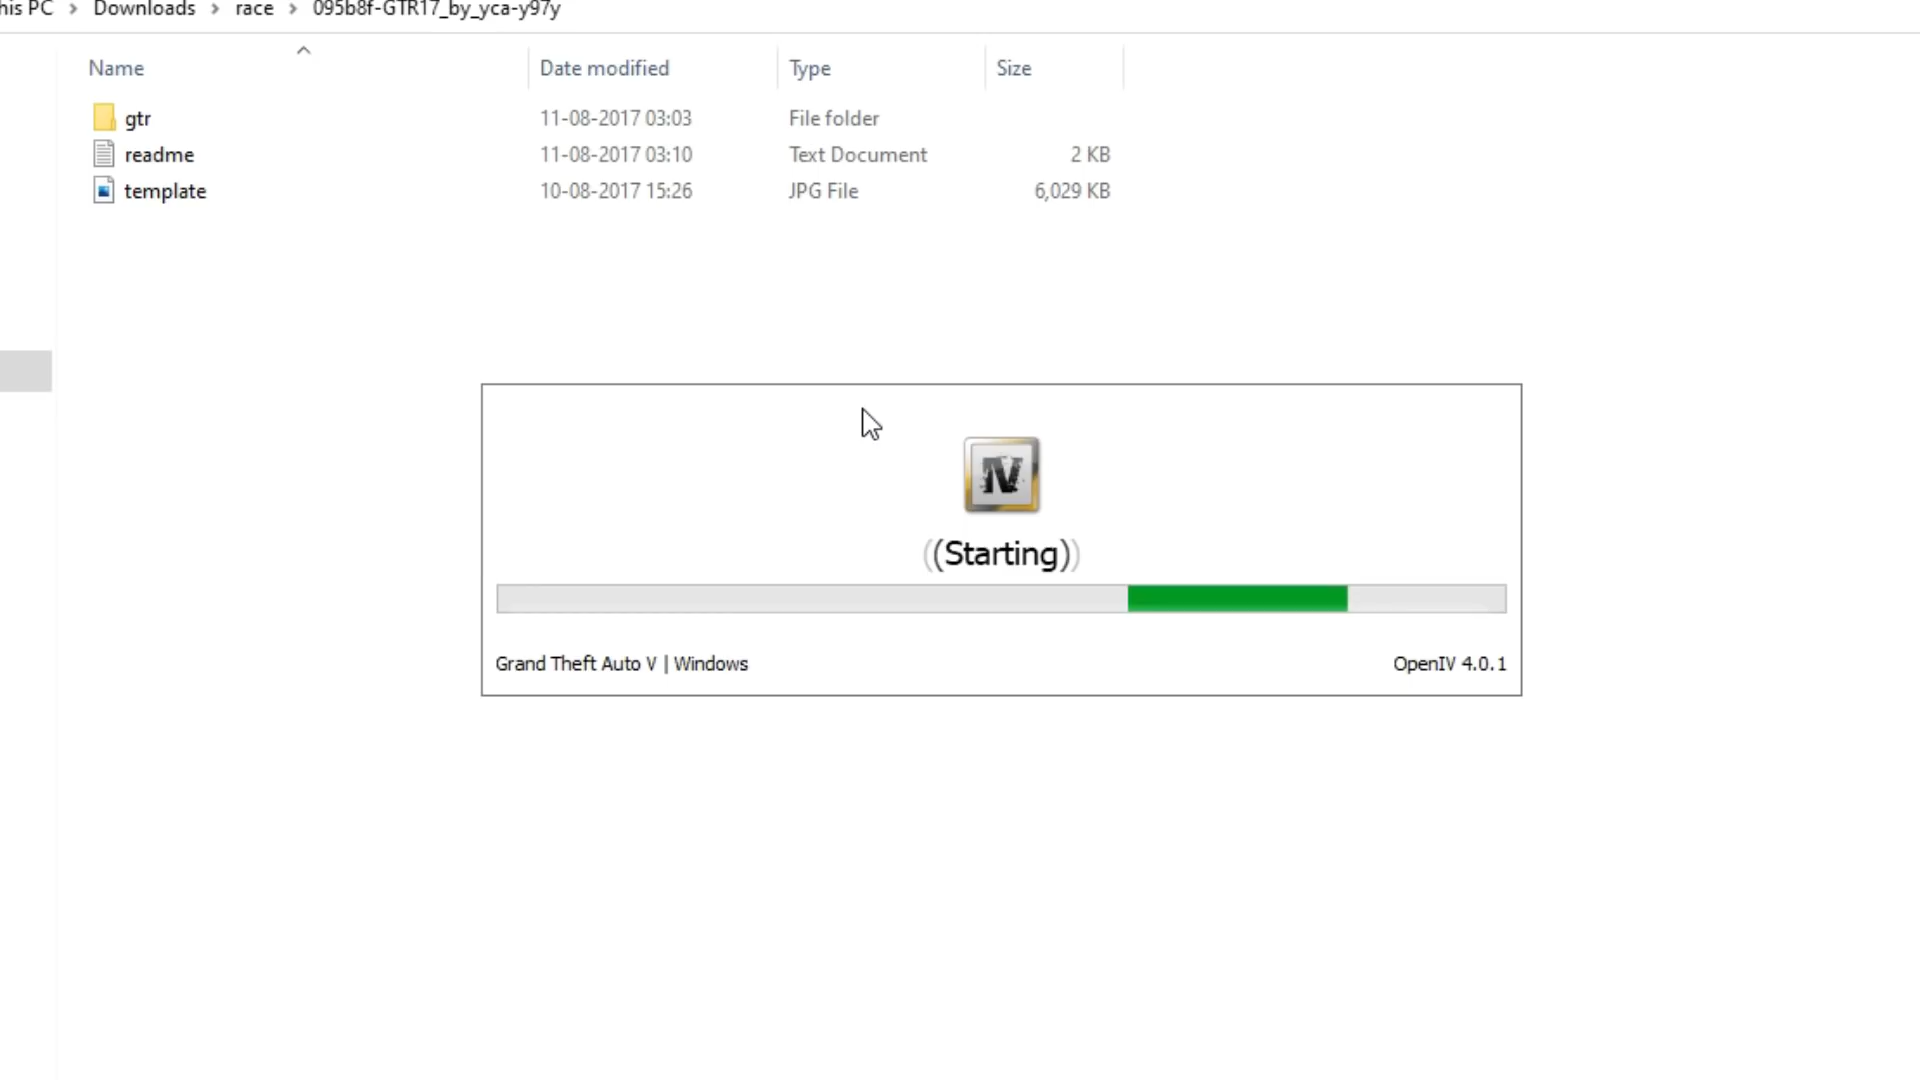 his PC > Downloads > race > 095b8f-GTR17_by_yca-y97y
Name Date modified Type Size
gtr 11-08-2017 03:03 File folder
readme 11-08-2017 03:10 Text Document 2 KB
template 10-08-2017 15:26 JPG File 6,029 KB
IV
((Starting))
Grand Theft Auto V | Windows OpenIV 4.0.1